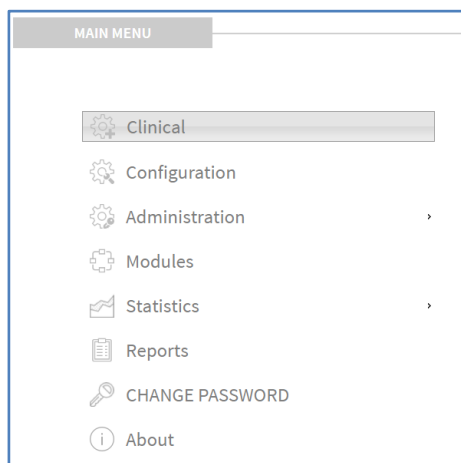 MAIN MENU
Clinical
Configuration
Administration
Modules
Statistics
Reports
CHANGE PASSWORD
About